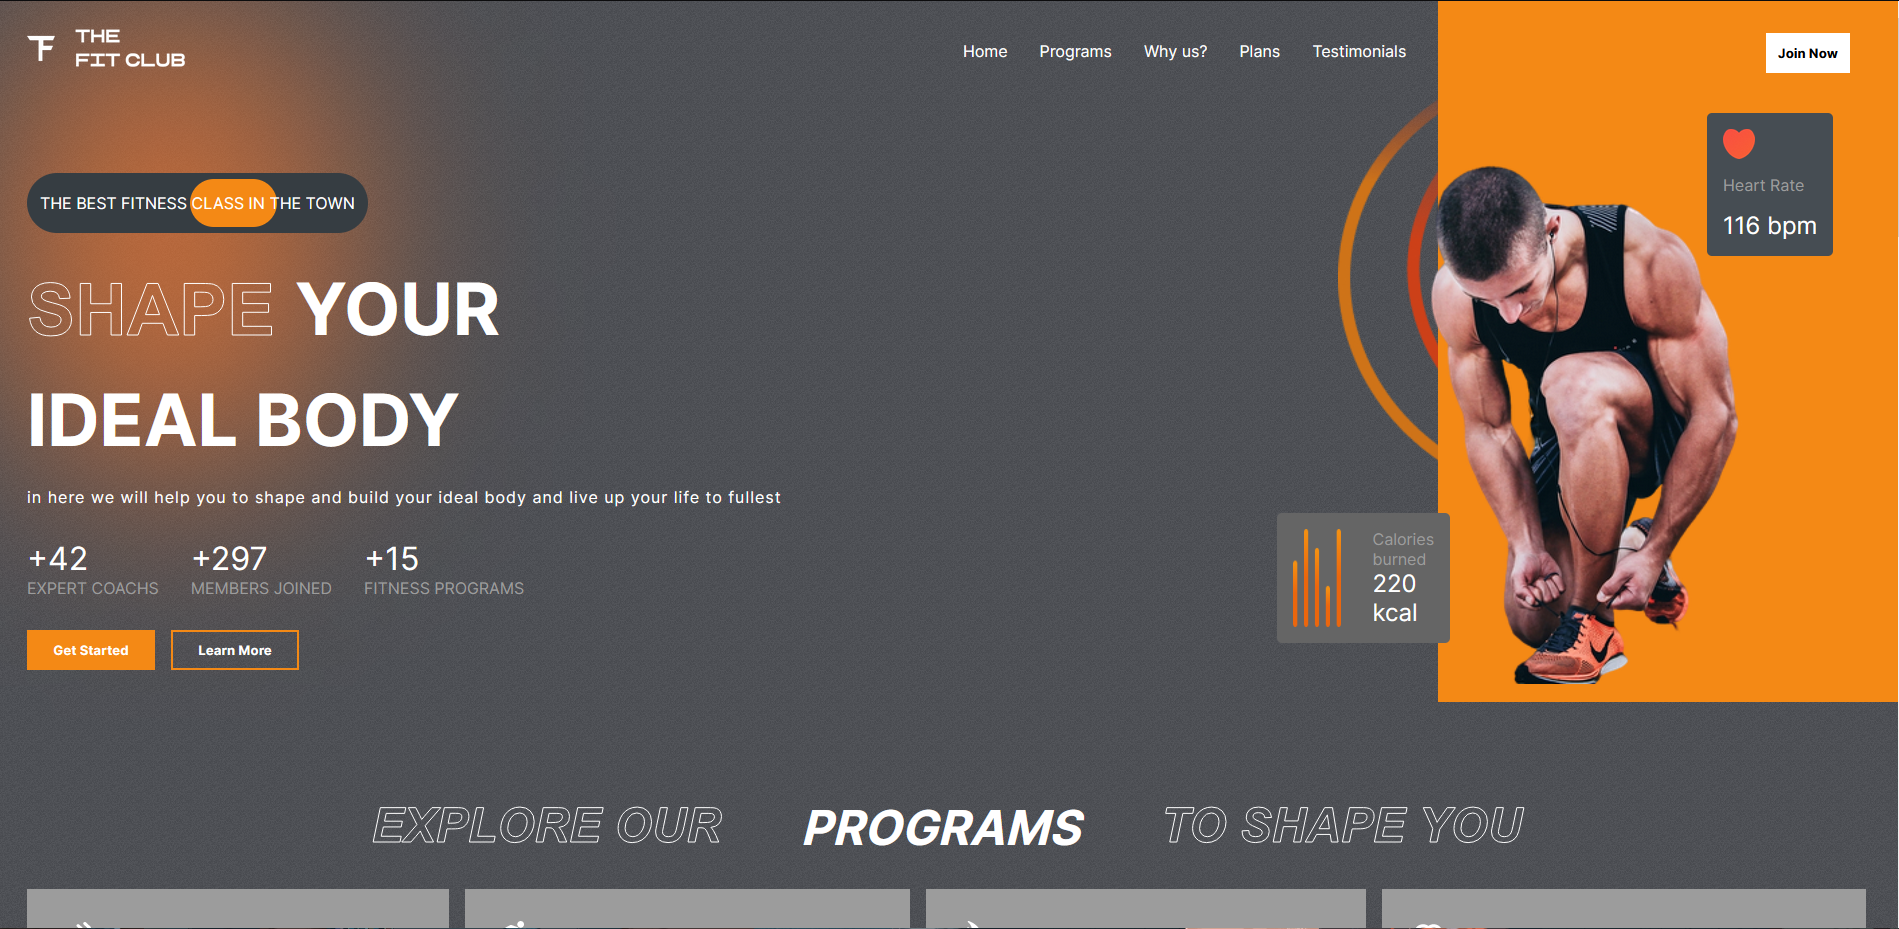 THE
FIT CLUB
Home Programs Why us? Plans Testimonials
Join Now
THE BEST FITNESS CLASS IN THE TOWN
SHAPE YOUR
IDEAL BODY
in here we will help you to shape and build your ideal body and live up your life to fullest
+42 +297 +15
EXPERT COACHS MEMBERS JOINED FITNESS PROGRAMS
Get Started Learn More
Heart Rate
116 bpm
Calories
burned
220
kcal
EXPLORE OUR PROGRAMS TO SHAPE YOU